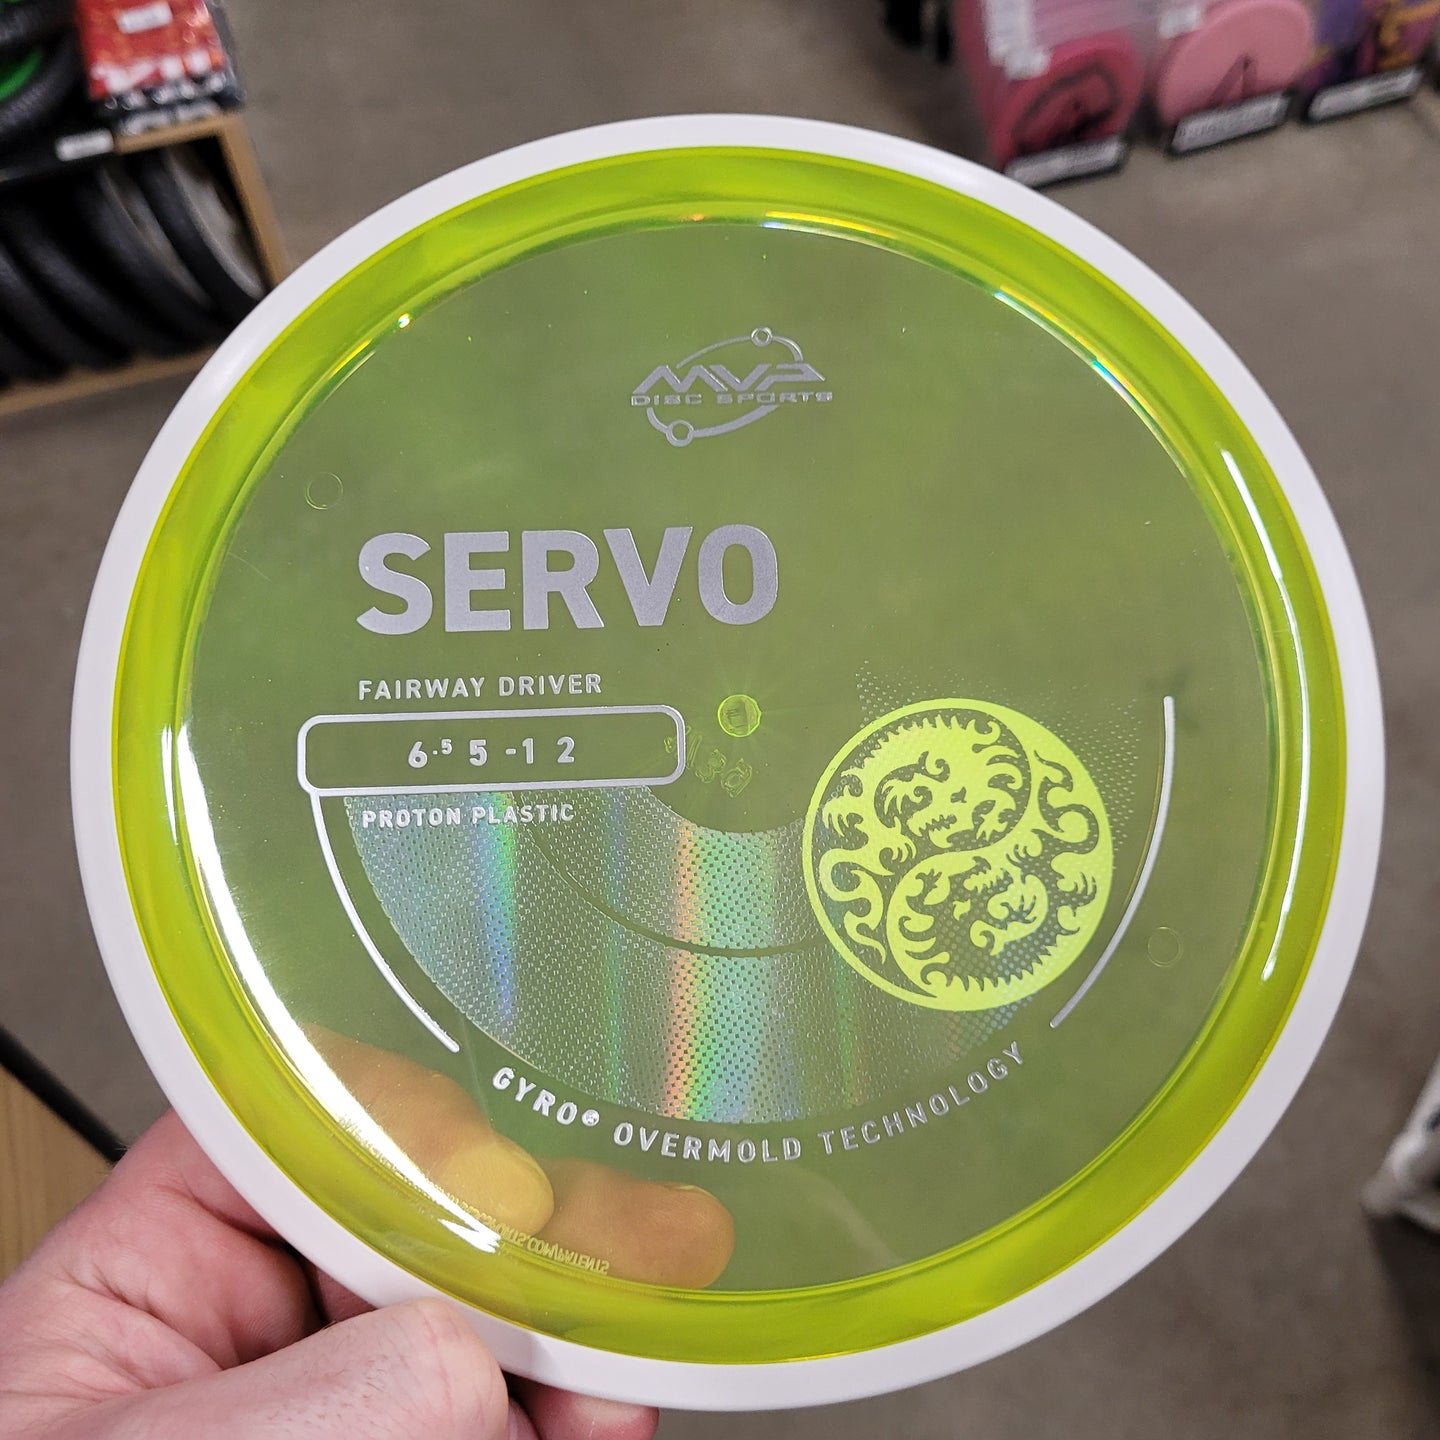 MVP
DISC SPORTS
SERVO
FAIRWAY DRIVER
6.5 5 -1 2
PROTON PLASTIC
GYRO® OVERMOLD TECHNOLOGY